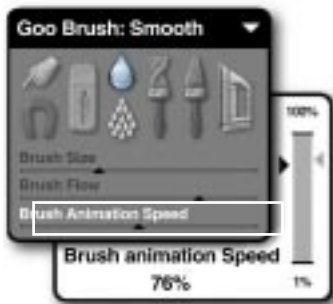 Goo Brush: Smooth
Brush Size
Brush Flow
Brush Animation Speed
100%
Brush animation Speed
76%
1%